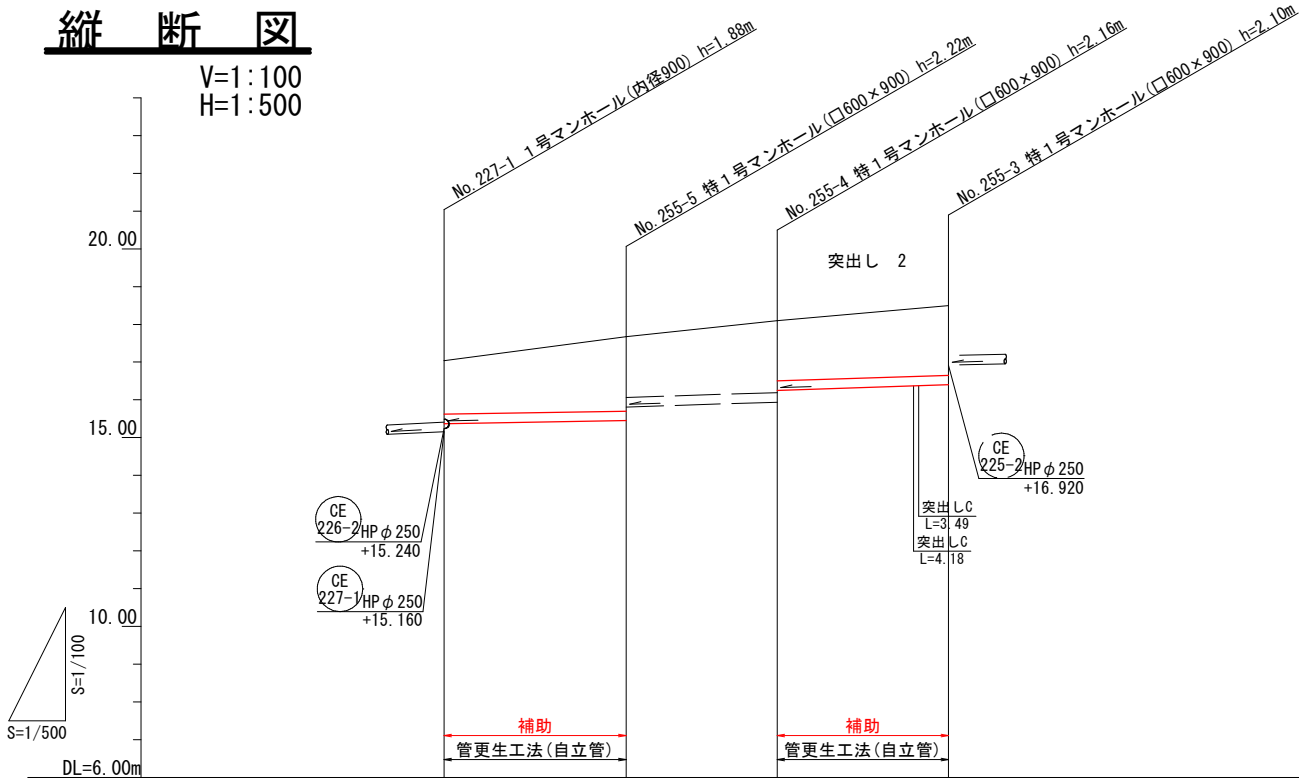 縦 断 図
V=1:100
H=1:500
No.227-1 1号マンホール(内径900) h=1.88m
No.255-5 特1号マンホール(□600×900) h=2.22m
No.255-4 特1号マンホール(□600×900) h=2.16m
No.255-3 特1号マンホール(□600×900) h=2.10m
20.00
突出し 2
15.00
CE
225-2
HPφ250
+16.920
突出しC
L=3.49
突出しC
L=4.18
CE
226-2
HPφ250
+15.240
CE
227-1
HPφ250
+15.160
10.00
S=1/100
S=1/500
補助
補助
管更生工法(自立管)
管更生工法(自立管)
DL=6.00m